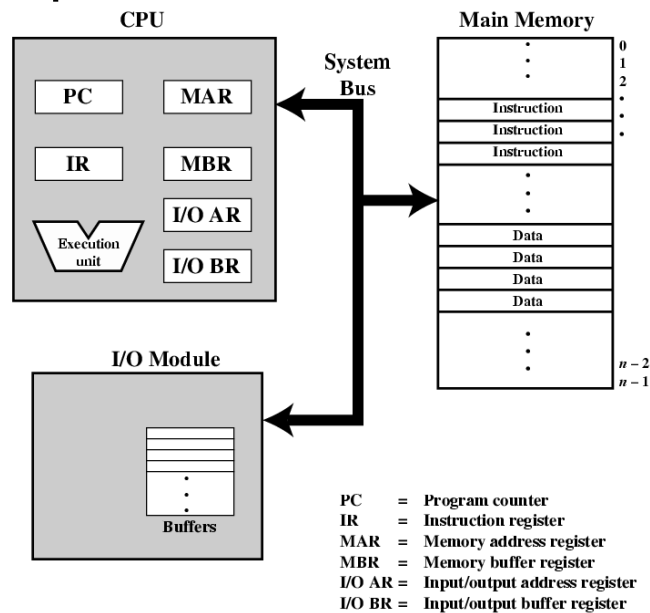 CPU
PC
MAR
IR
MBR
I/O AR
Execution
unit
I/O BR
System
Bus
Main Memory
0
1
2
Instruction
Instruction
Instruction
Data
Data
Data
Data
n – 2
n – 1
I/O Module
Buffers
PC = Program counter
IR = Instruction register
MAR = Memory address register
MBR = Memory buffer register
I/O AR = Input/output address register
I/O BR = Input/output buffer register